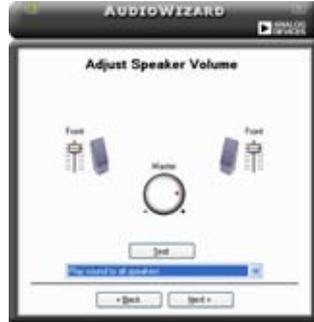 AUDIOWIZARD
ANALOG DEVICES
Adjust Speaker Volume
Front
Front
Master
- +
Test
Play sound to all speakers
< Back
Next >